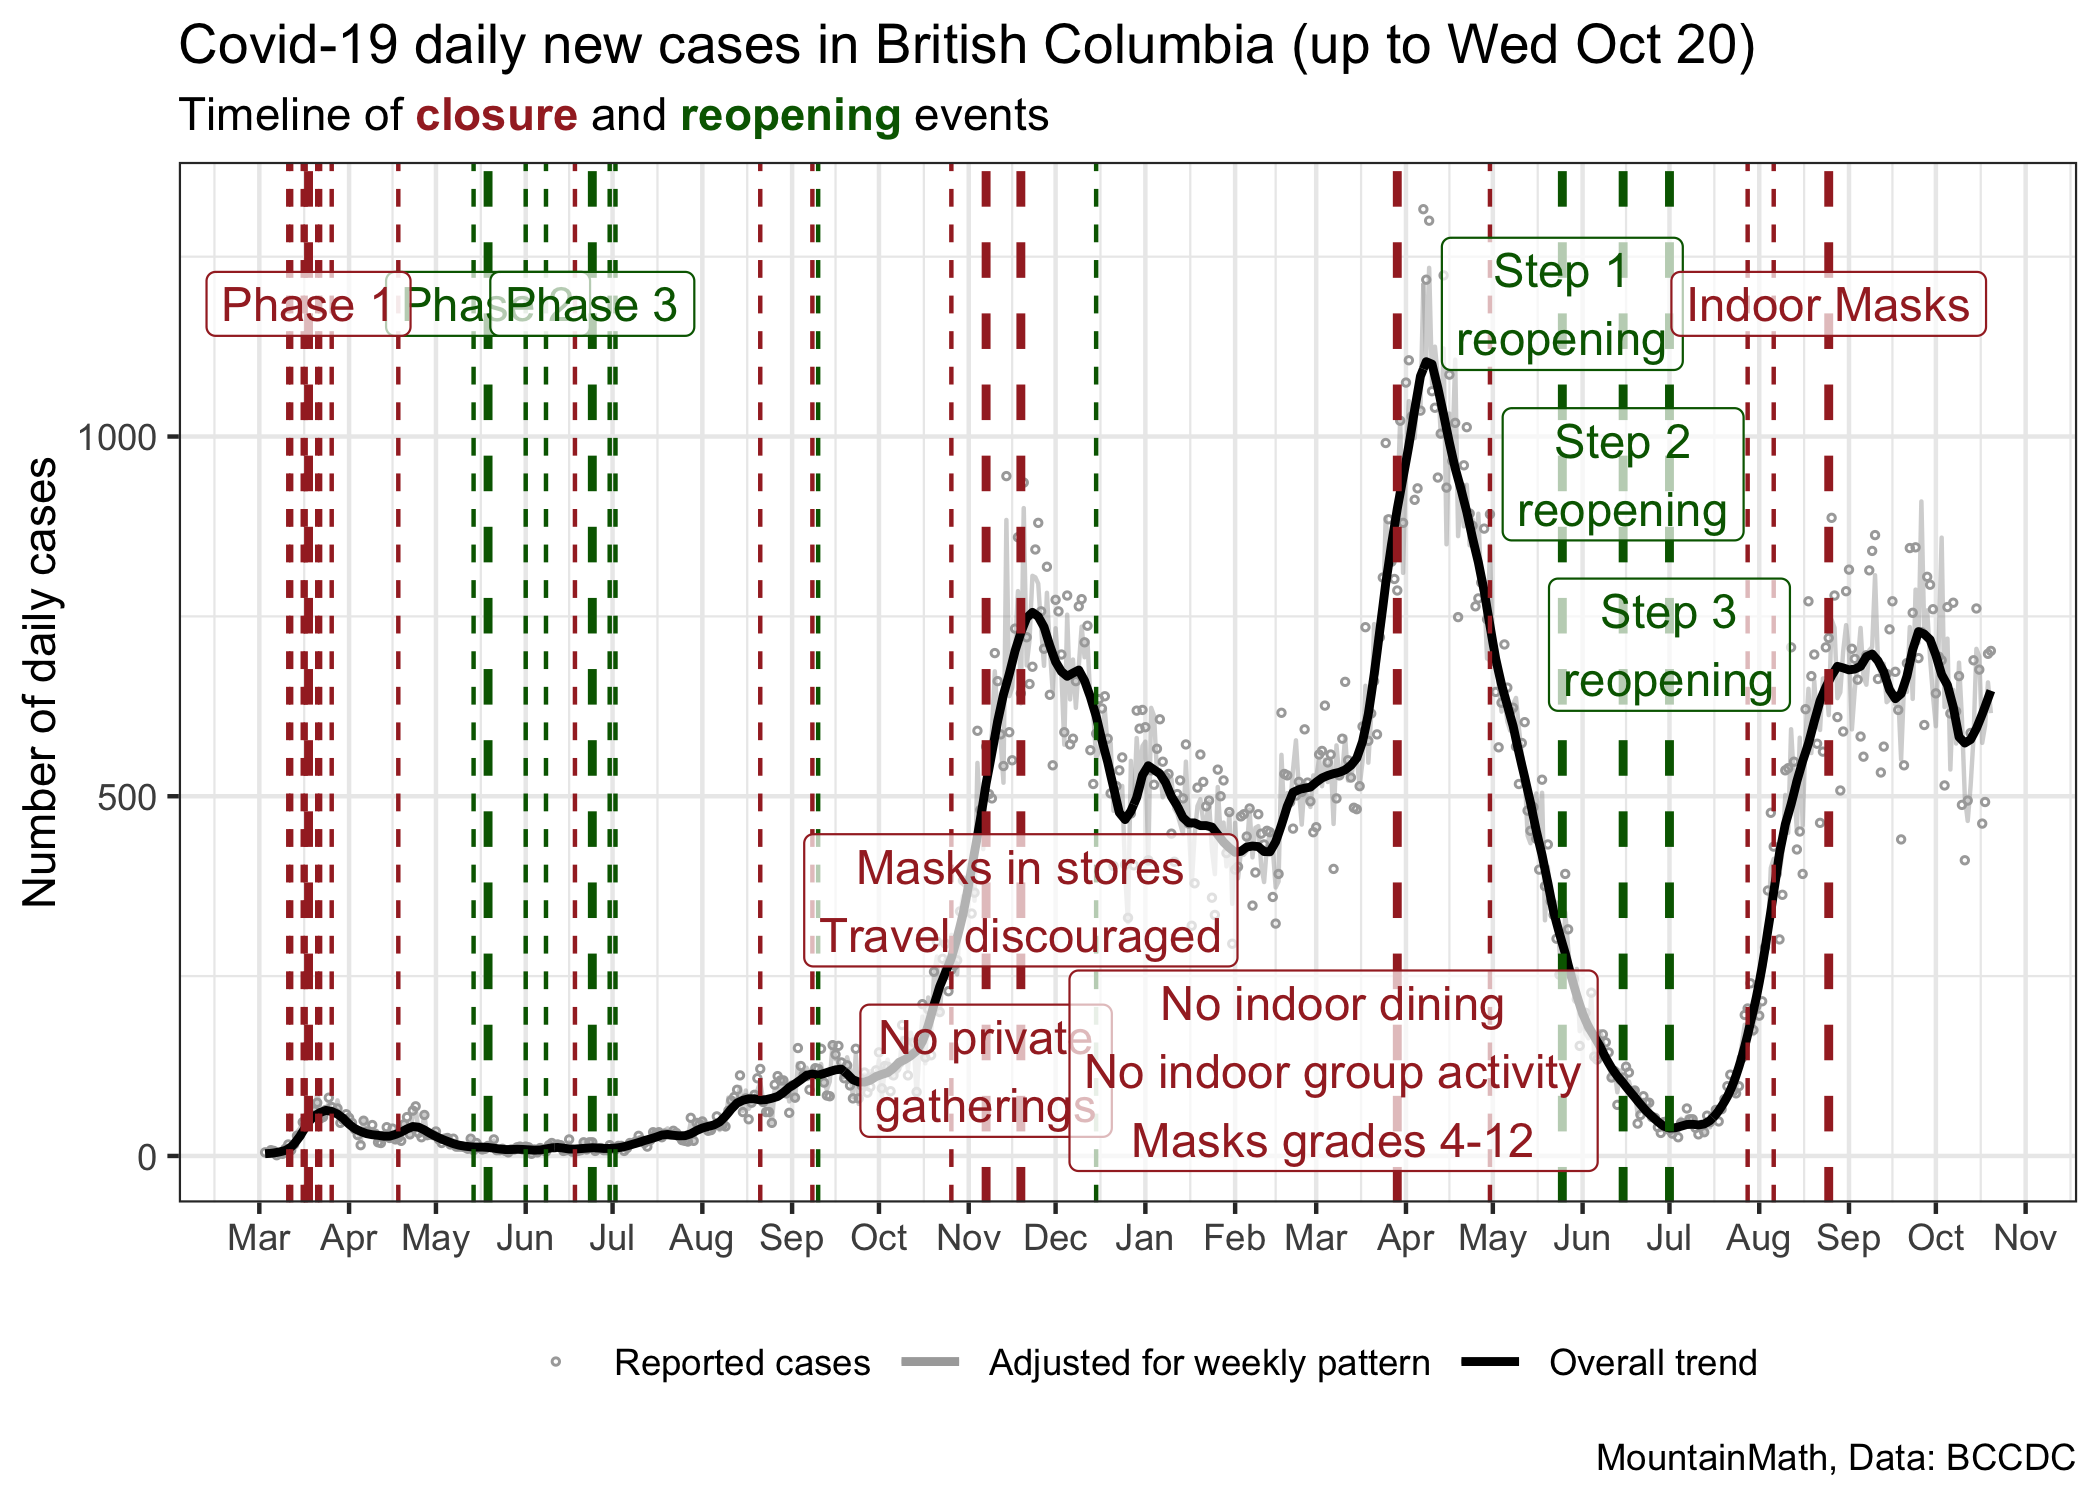 Covid-19 daily new cases in British Columbia (up to Wed Oct 20)
Timeline of closure and reopening events
Number of daily cases
1000
500
0
Phase 1
Phase 2
Phase 3
Step 1
reopening
Indoor Masks
Step 2
reopening
Step 3
reopening
Masks in stores
Travel discouraged
No private
gatherings
No indoor dining
No indoor group activity
Masks grades 4-12
Mar Apr May Jun Jul Aug Sep Oct Nov Dec Jan Feb Mar Apr May Jun Jul Aug Sep Oct Nov
Reported cases Adjusted for weekly pattern Overall trend
MountainMath, Data: BCCDC